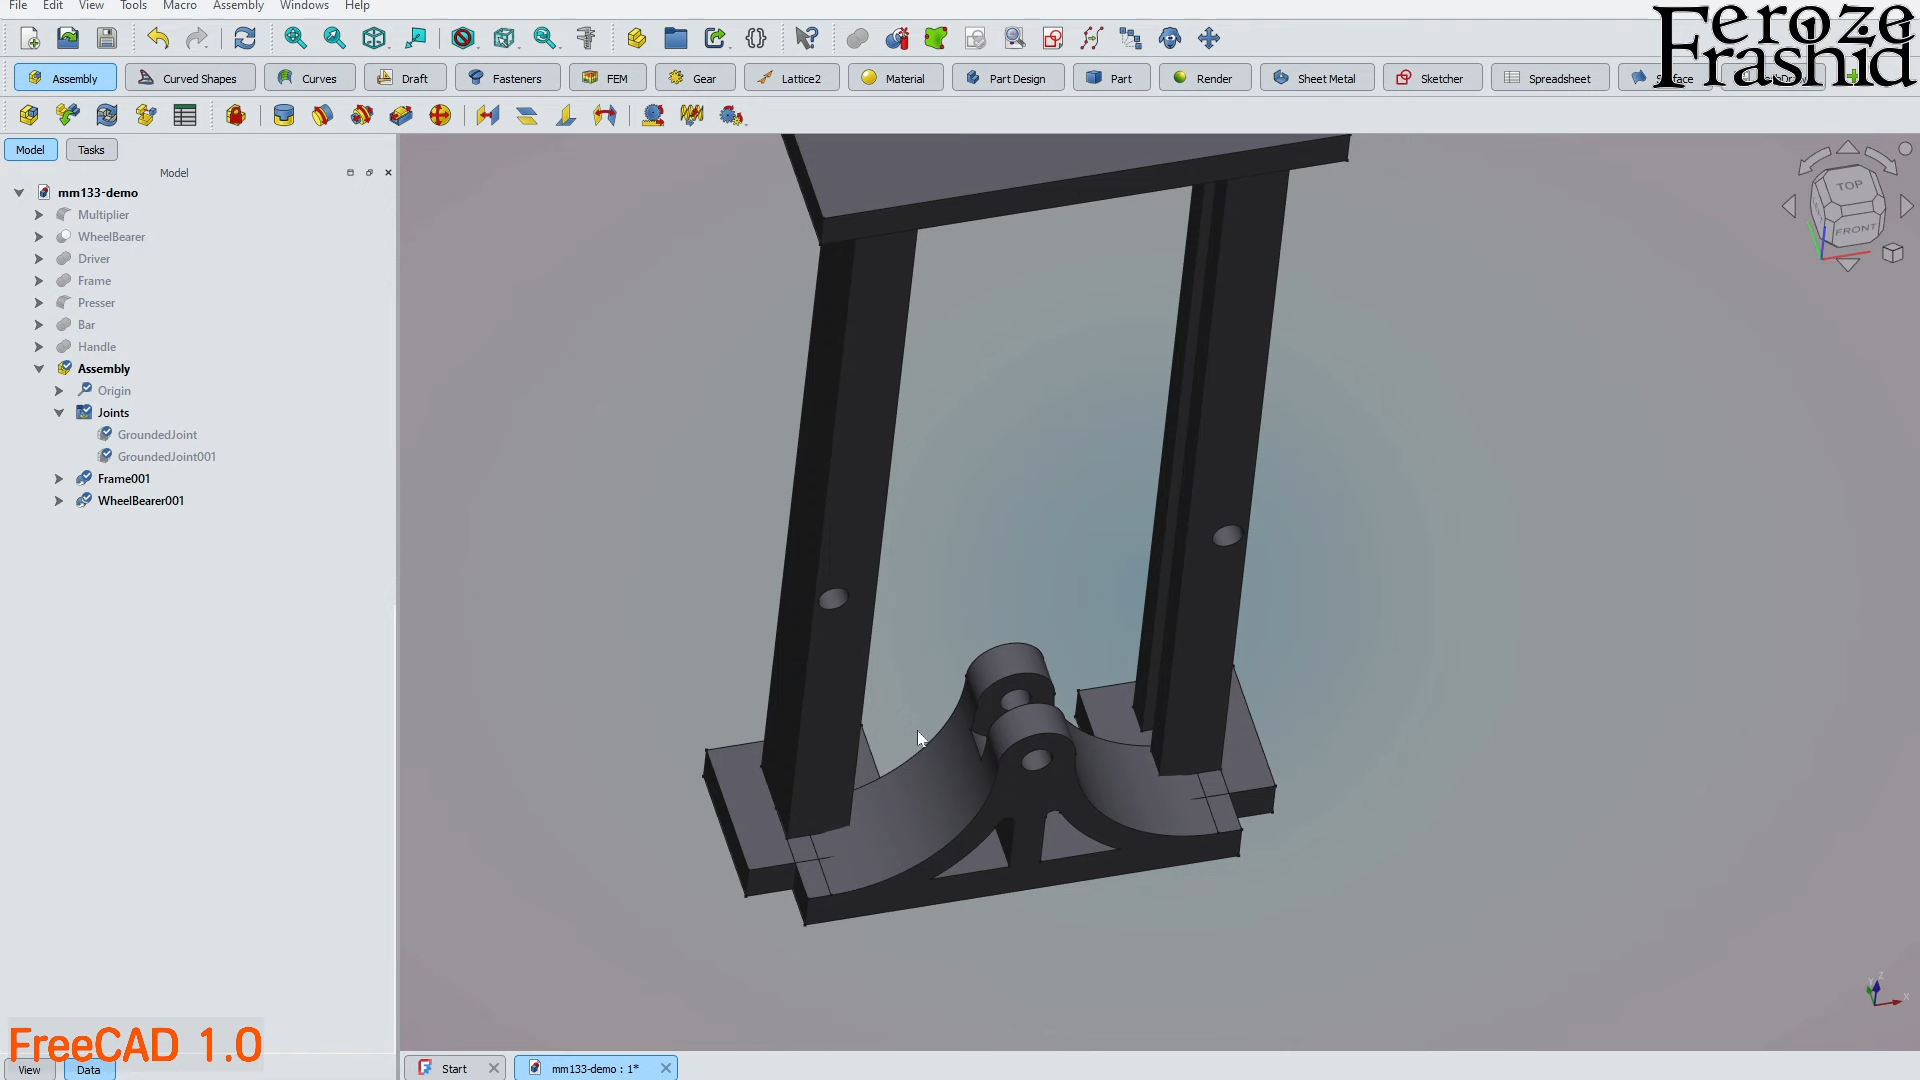 File Edit View Tools Macro Assembly Windows Help
Feroze
Frashid
Assembly Curved Shapes Curves Draft Fasteners FEM Gear Lattice2 Material Part Design Part Render Sheet Metal Sketcher Spreadsheet
Model Tasks
Model
mm133-demo
Multiplier
WheelBearer
Driver
Frame
Presser
Bar
Handle
Assembly
Origin
Joints
GroundedJoint
GroundedJoint001
Frame001
WheelBearer001
TOP
FRONT
FreeCAD 1.0
View Data
Start mm133-demo : 1*